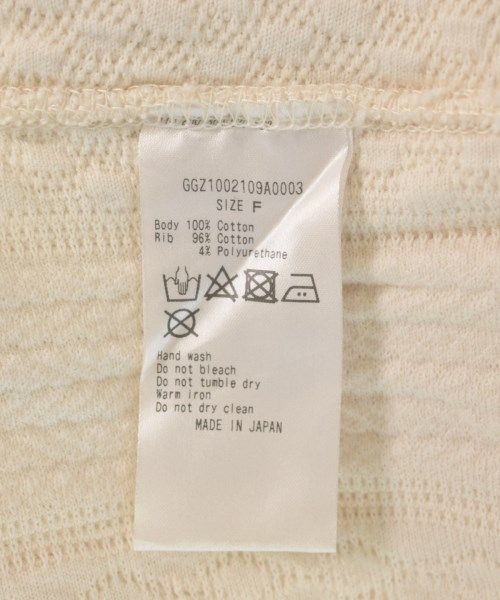 GGZ1002109A0003
SIZE F
Body 100% Cotton
Rib 96% Cotton
4% Polyurethane
Hand wash
Do not bleach
Do not tumble dry
Warm iron
Do not dry clean
MADE IN JAPAN